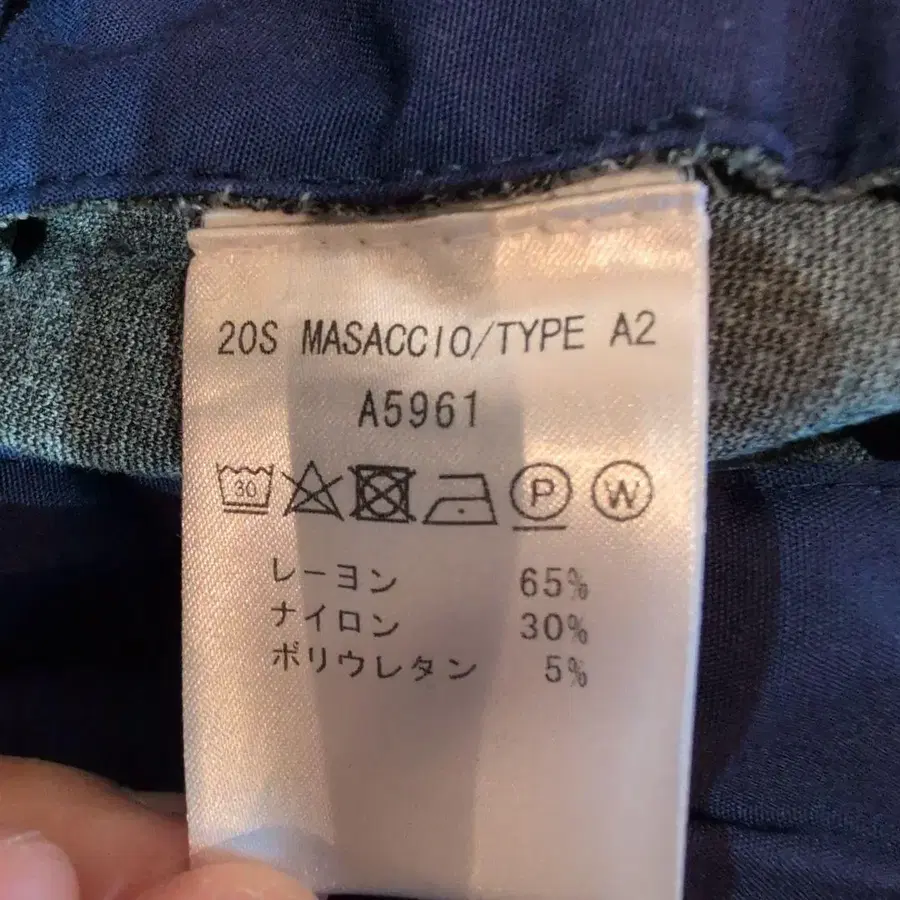 20S MASACCIO/TYPE A2
A5961
30 P W
レーヨン 65%
ナイロン 30%
ポリウレタン 5%